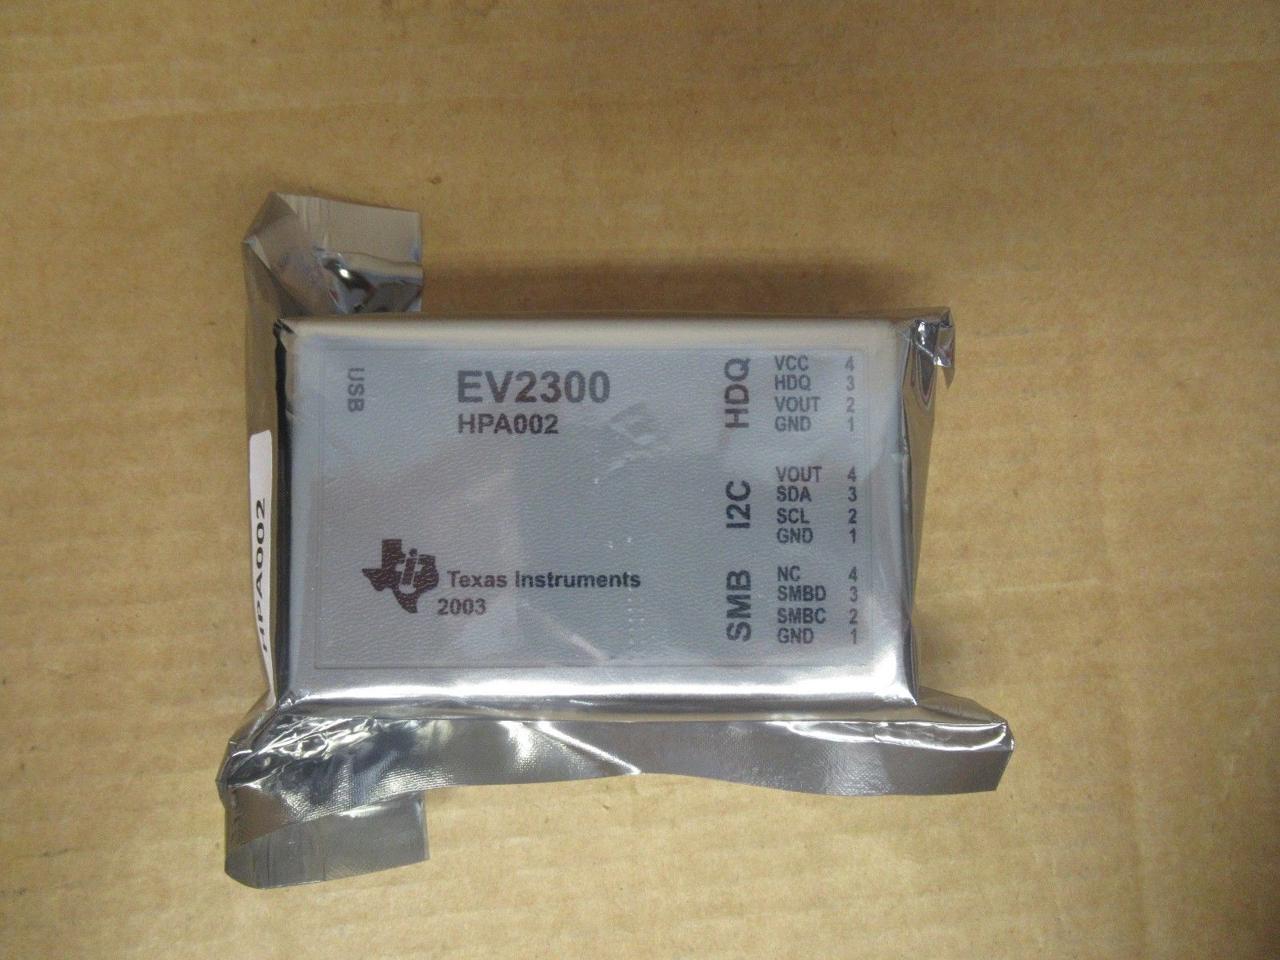 USB
EV2300
HPA002
HDQ
VCC 4
HDQ 3
VOUT 2
GND 1
I2C
VOUT 4
SDA 3
SCL 2
GND 1
SMB
NC 4
SMBD 3
SMBC 2
GND 1
Texas Instruments
2003
HPA002